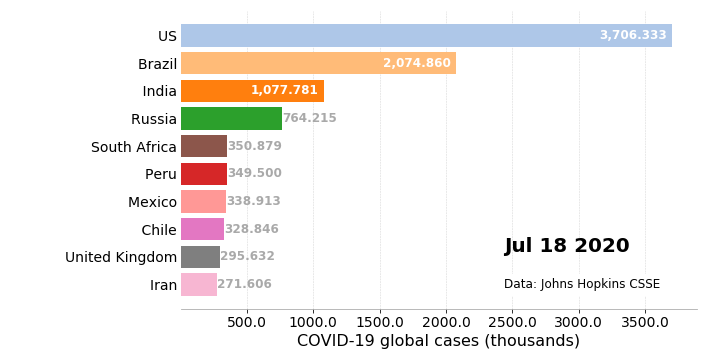 US 3,706.333
Brazil 2,074.860
India 1,077.781
Russia 764.215
South Africa 350.879
Peru 349.500
Mexico 338.913
Chile 328.846
United Kingdom 295.632
Iran 271.606
Jul 18 2020
Data: Johns Hopkins CSSE
500.0 1000.0 1500.0 2000.0 2500.0 3000.0 3500.0
COVID-19 global cases (thousands)